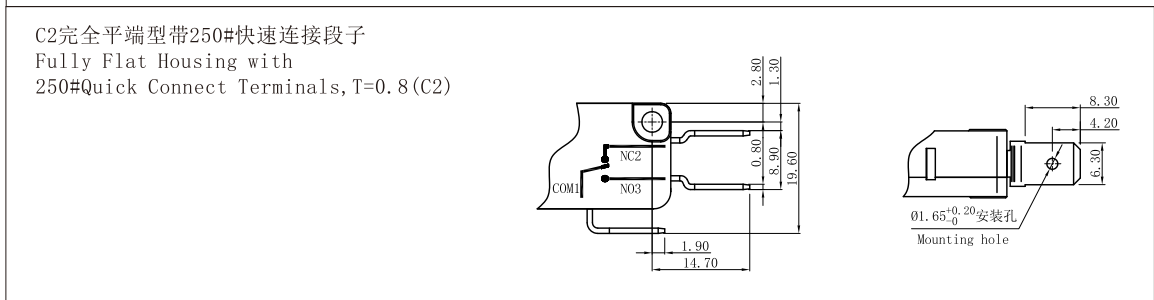 C2完全平端型带250#快速连接段子
Fully Flat Housing with
250#Quick Connect Terminals,T=0.8(C2)
2.80
1.30
NC2
COM1
NO3
0.80
8.90
19.60
1.90
14.70
8.30
4.20
6.30
Ø1.65+0.20-0安装孔
Mounting hole